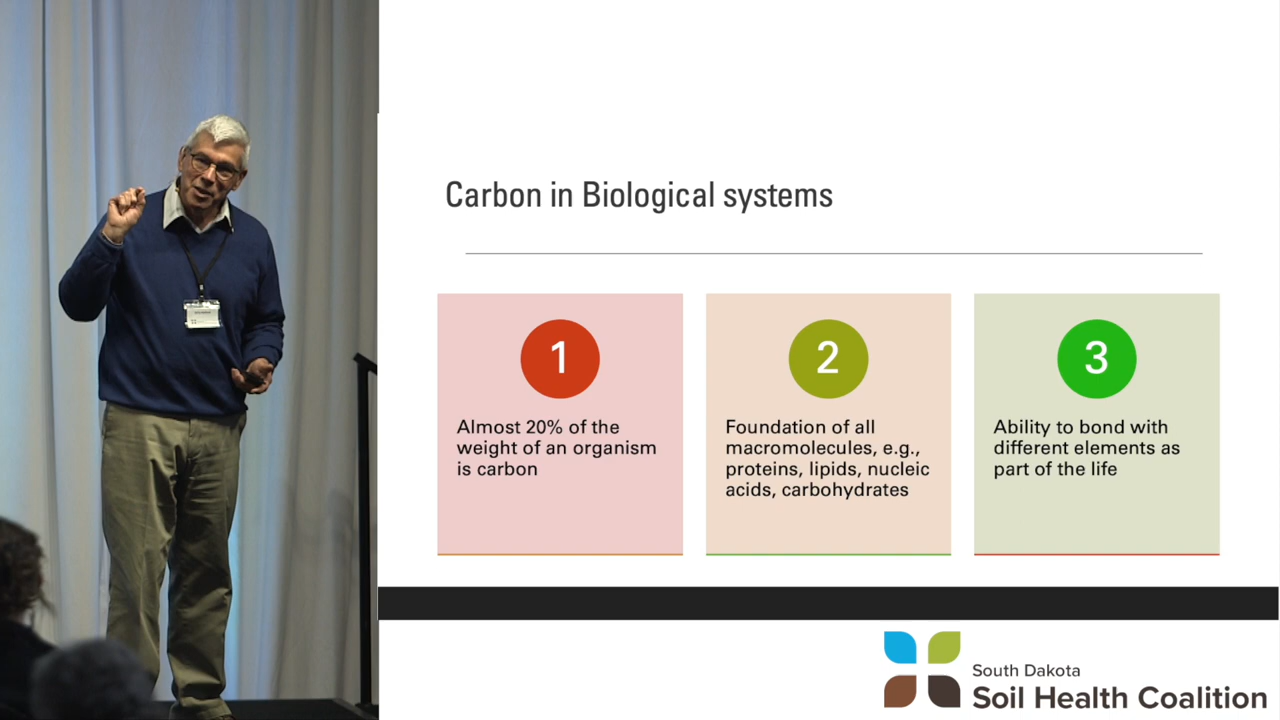 Carbon in Biological systems
1
Almost 20% of the
weight of an organism
is carbon
2
Foundation of all
macromolecules, e.g.,
proteins, lipids, nucleic
acids, carbohydrates
3
Ability to bond with
different elements as
part of the life
South Dakota
Soil Health Coalition